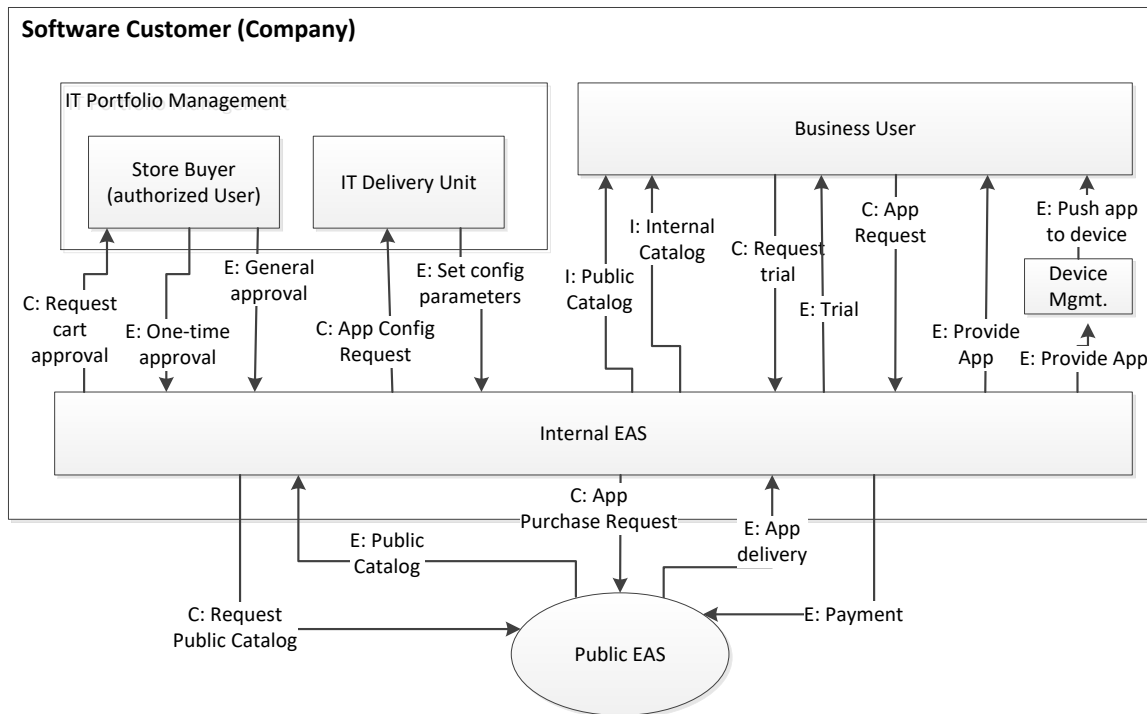 Software Customer (Company)
IT Portfolio Management
Store Buyer
(authorized User)
IT Delivery Unit
Business User
C: Request
cart
approval
E: One-time
approval
E: General
approval
C: App Config
Request
E: Set config
parameters
I: Public
Catalog
I: Internal
Catalog
C: Request
trial
E: Trial
C: App
Request
E: Provide
App
E: Push app
to device
Device
Mgmt.
E: Provide App
Internal EAS
C: Request
Public Catalog
E: Public
Catalog
C: App
Purchase Request
E: App
delivery
E: Payment
Public EAS